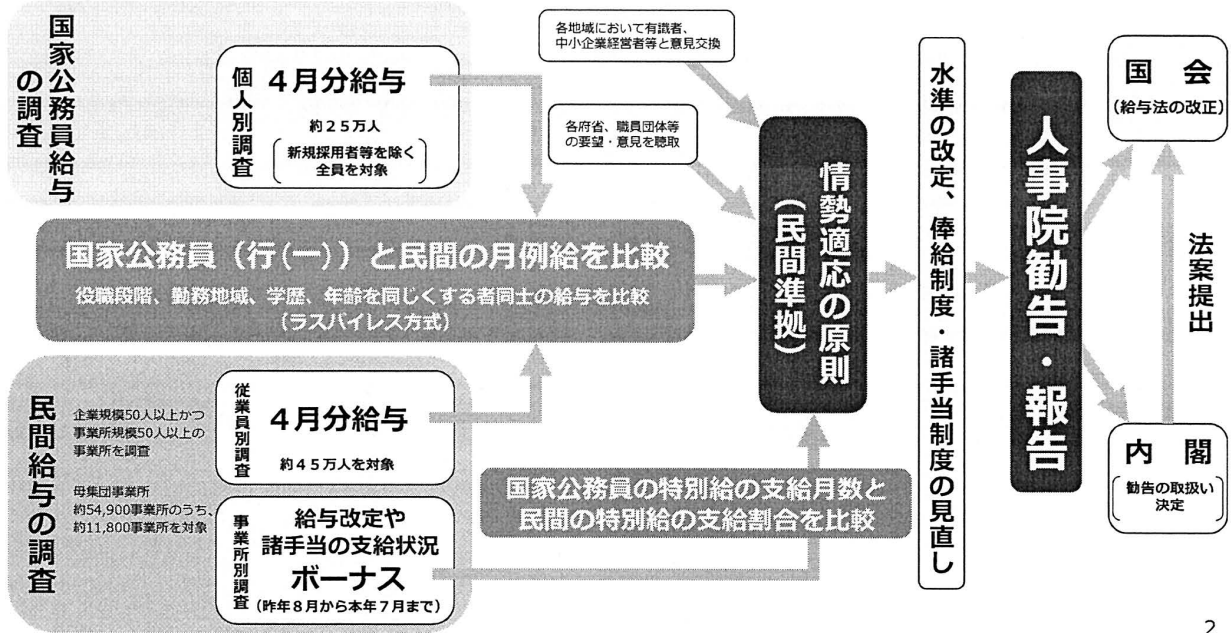 国家公務員給与
の調査
個人別調査
４月分給与
約２５万人
新規採用者等を除く
全員を対象
各地域において有識者、
中小企業経営者等と意見交換
各府省、職員団体等
の要望・意見を聴取
国家公務員（行(一)）と民間の月例給を比較
役職段階、勤務地域、学歴、年齢を同じくする者同士の給与を比較
（ラスパイレス方式）
民間給与の調査
企業規模50人以上かつ
事業所規模50人以上の
事業所を調査
母集団事業所
約54,900事業所のうち、
約11,800事業所を対象
従業員別調査
４月分給与
約４５万人を対象
事業所別調査
給与改定や
諸手当の支給状況
ボーナス
（昨年８月から本年７月まで）
国家公務員の特別給の支給月数と
民間の特別給の支給割合を比較
情勢適応の原則
（民間準拠）
水準の改定、俸給制度・諸手当制度の見直し
人事院勧告・報告
国　会
（給与法の改正）
法案提出
内　閣
勧告の取扱い
決定
2